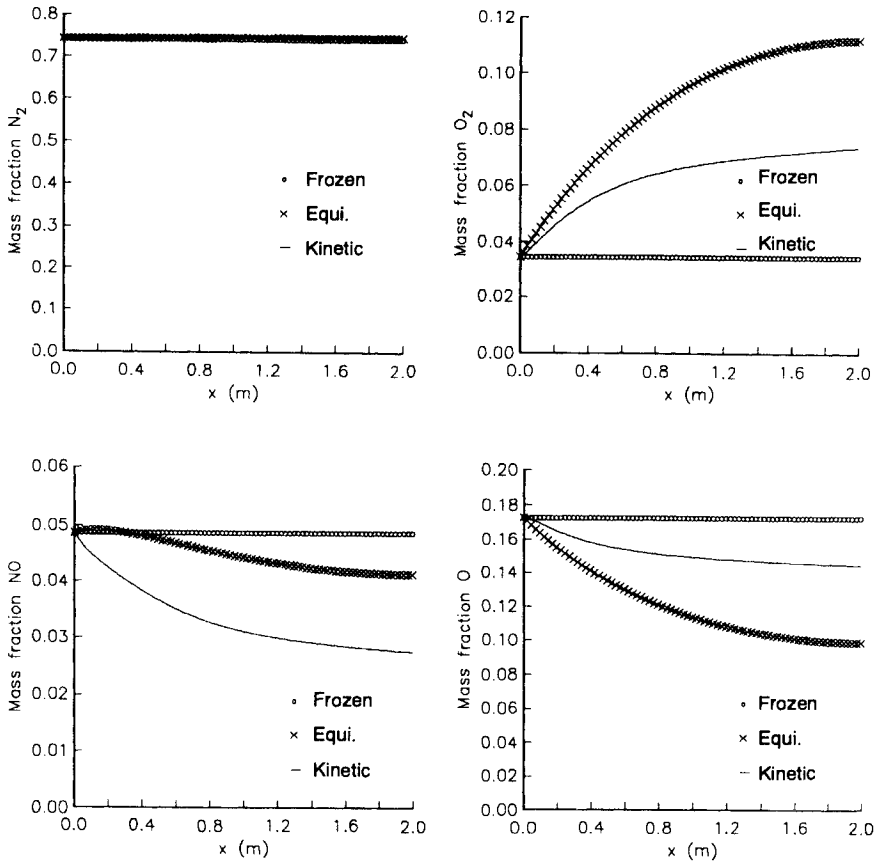 Mass fraction N2
0.8
0.7
0.6
0.5
0.4
0.3
0.2
0.1
0.0
0.0 0.4 0.8 1.2 1.6 2.0
x (m)
Frozen
Equi.
Kinetic
Mass fraction O2
0.12
0.10
0.08
0.06
0.04
0.02
0.00
0.0 0.4 0.8 1.2 1.6 2.0
x (m)
Frozen
Equi.
Kinetic
Mass fraction NO
0.06
0.05
0.04
0.03
0.02
0.01
0.00
0.0 0.4 0.8 1.2 1.6 2.0
x (m)
Frozen
Equi.
Kinetic
Mass fraction O
0.20
0.18
0.16
0.14
0.12
0.10
0.08
0.06
0.04
0.02
0.00
0.0 0.4 0.8 1.2 1.6 2.0
x (m)
Frozen
Equi.
Kinetic